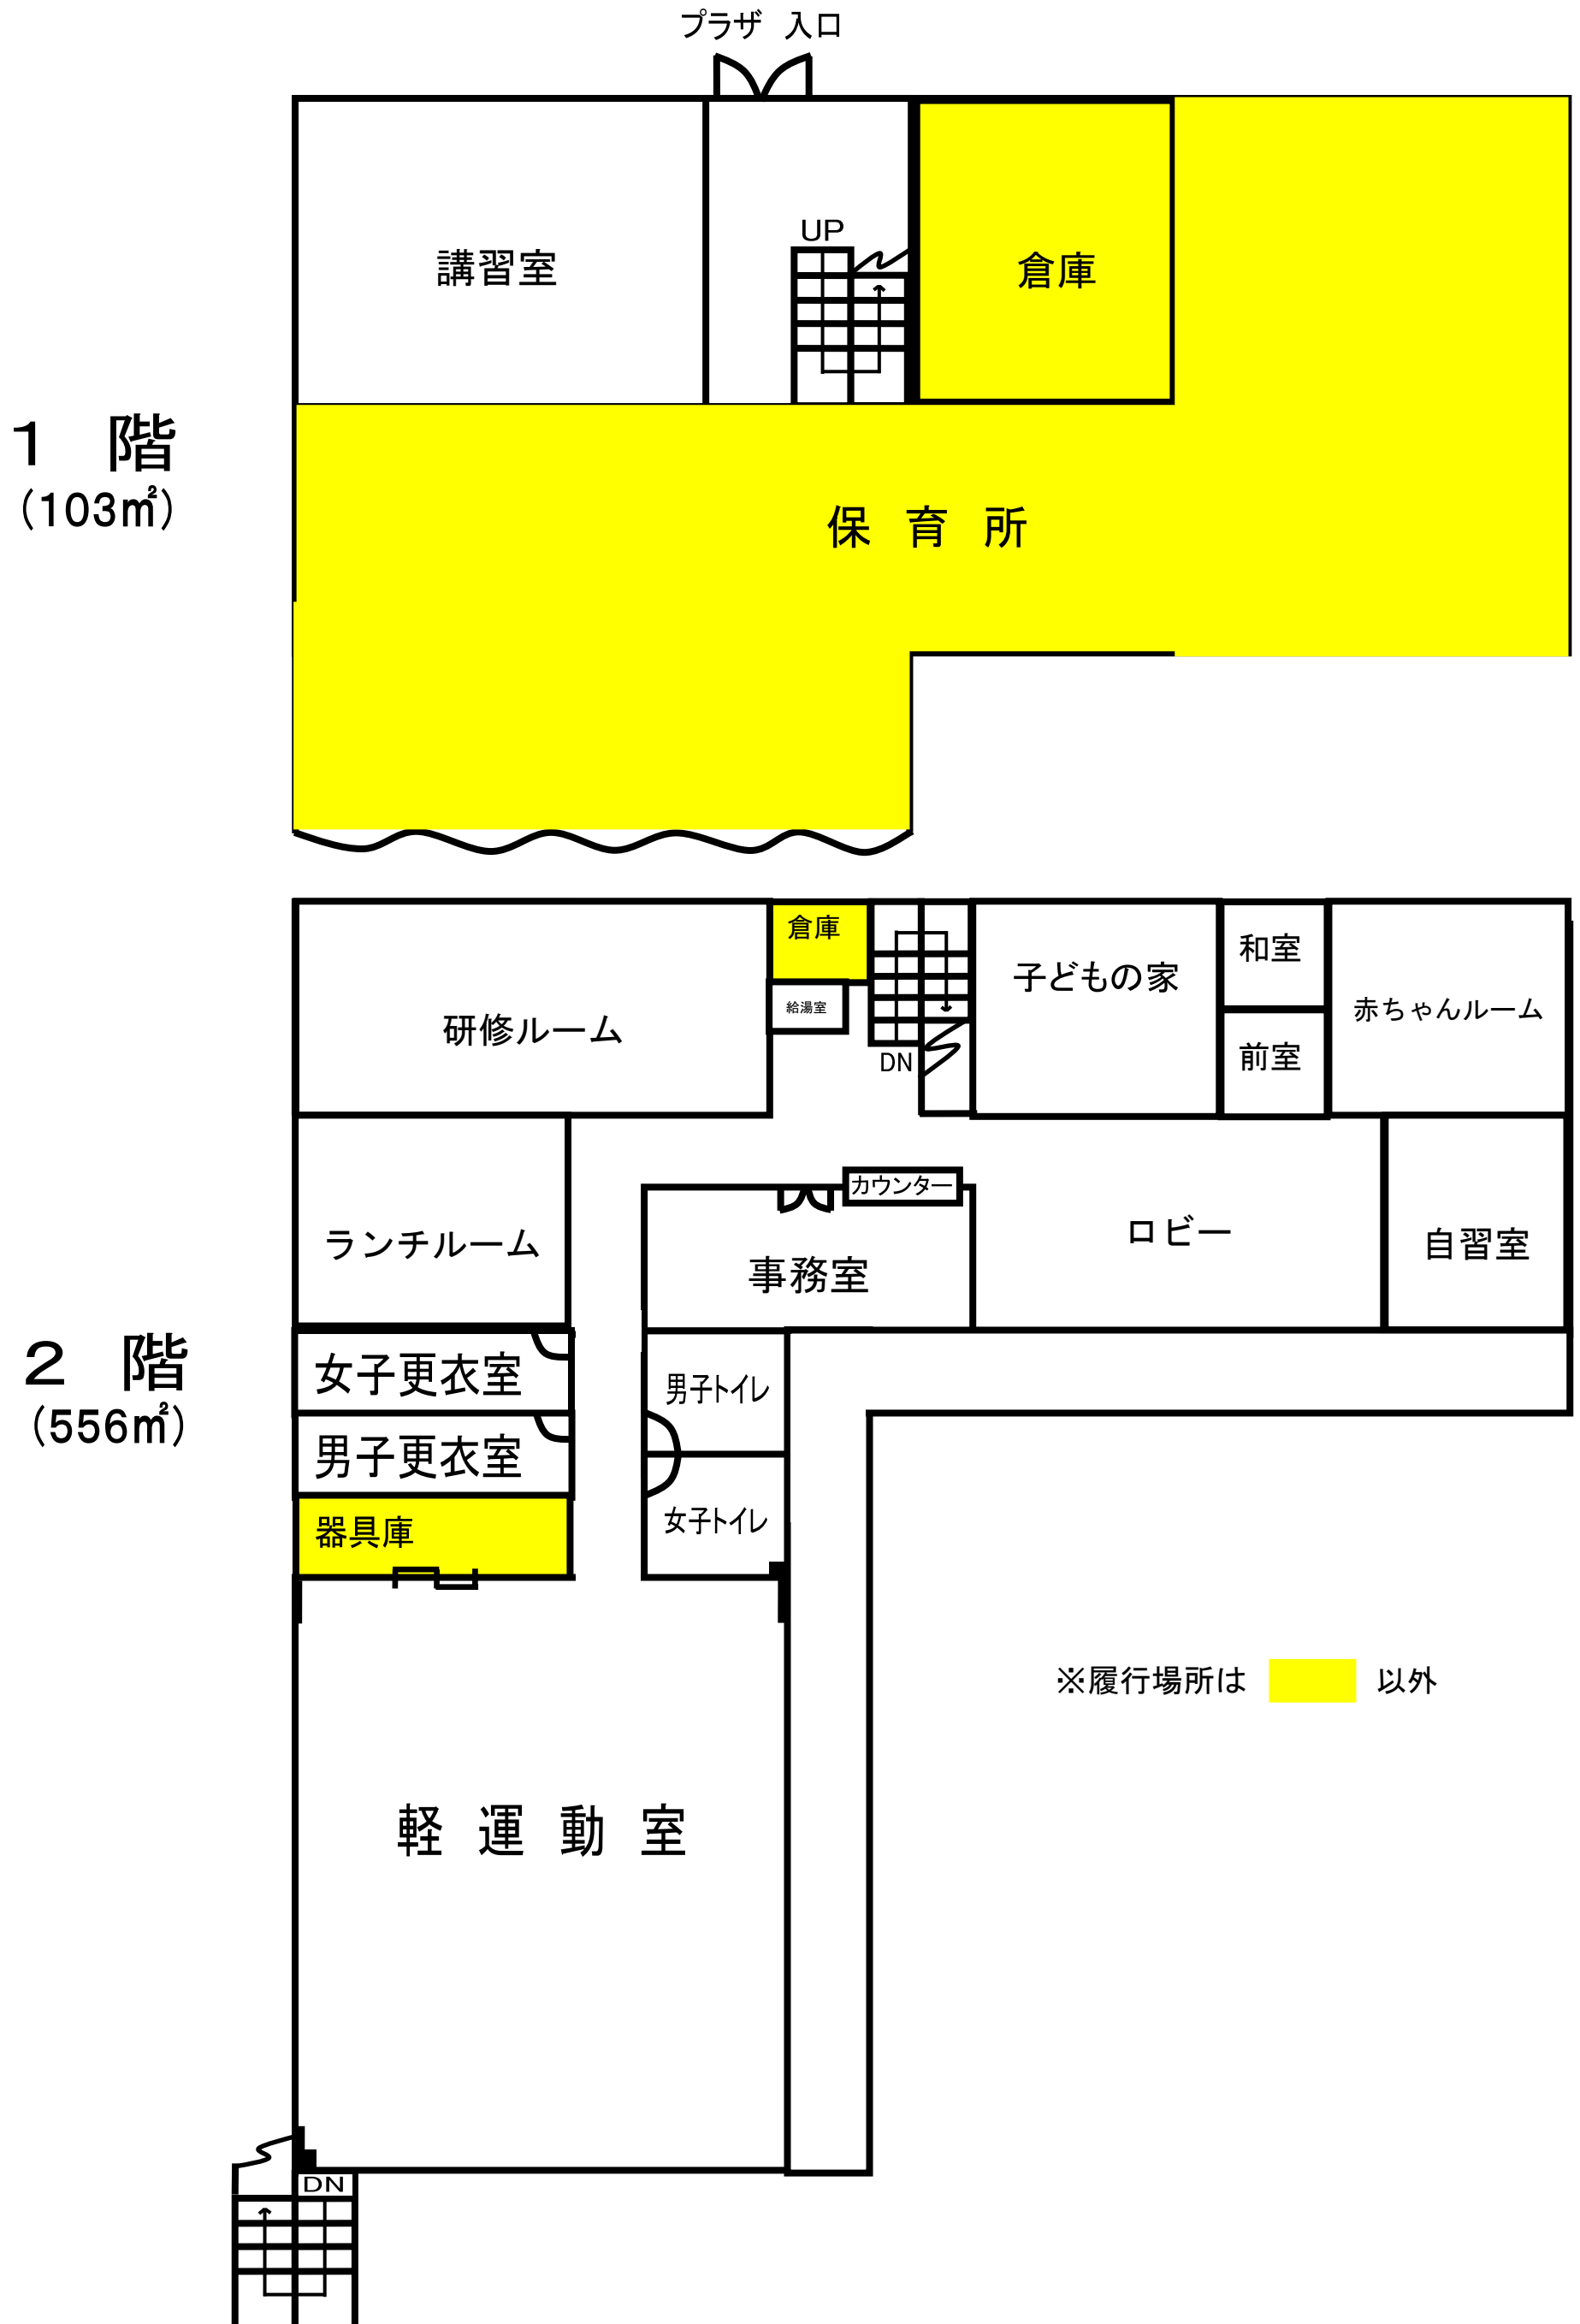 プラザ 入口
UP
講習室
倉庫
１ 階
（103㎡）
保 育 所
倉庫
和室
子どもの家
給湯室
赤ちゃんルーム
研修ルーム
前室
DN
カウンター
ロビー
ランチルーム
自習室
事務室
２ 階
（556㎡）
女子更衣室
男子トイレ
男子更衣室
女子トイレ
器具庫
※履行場所は 以外
軽 運 動 室
DN